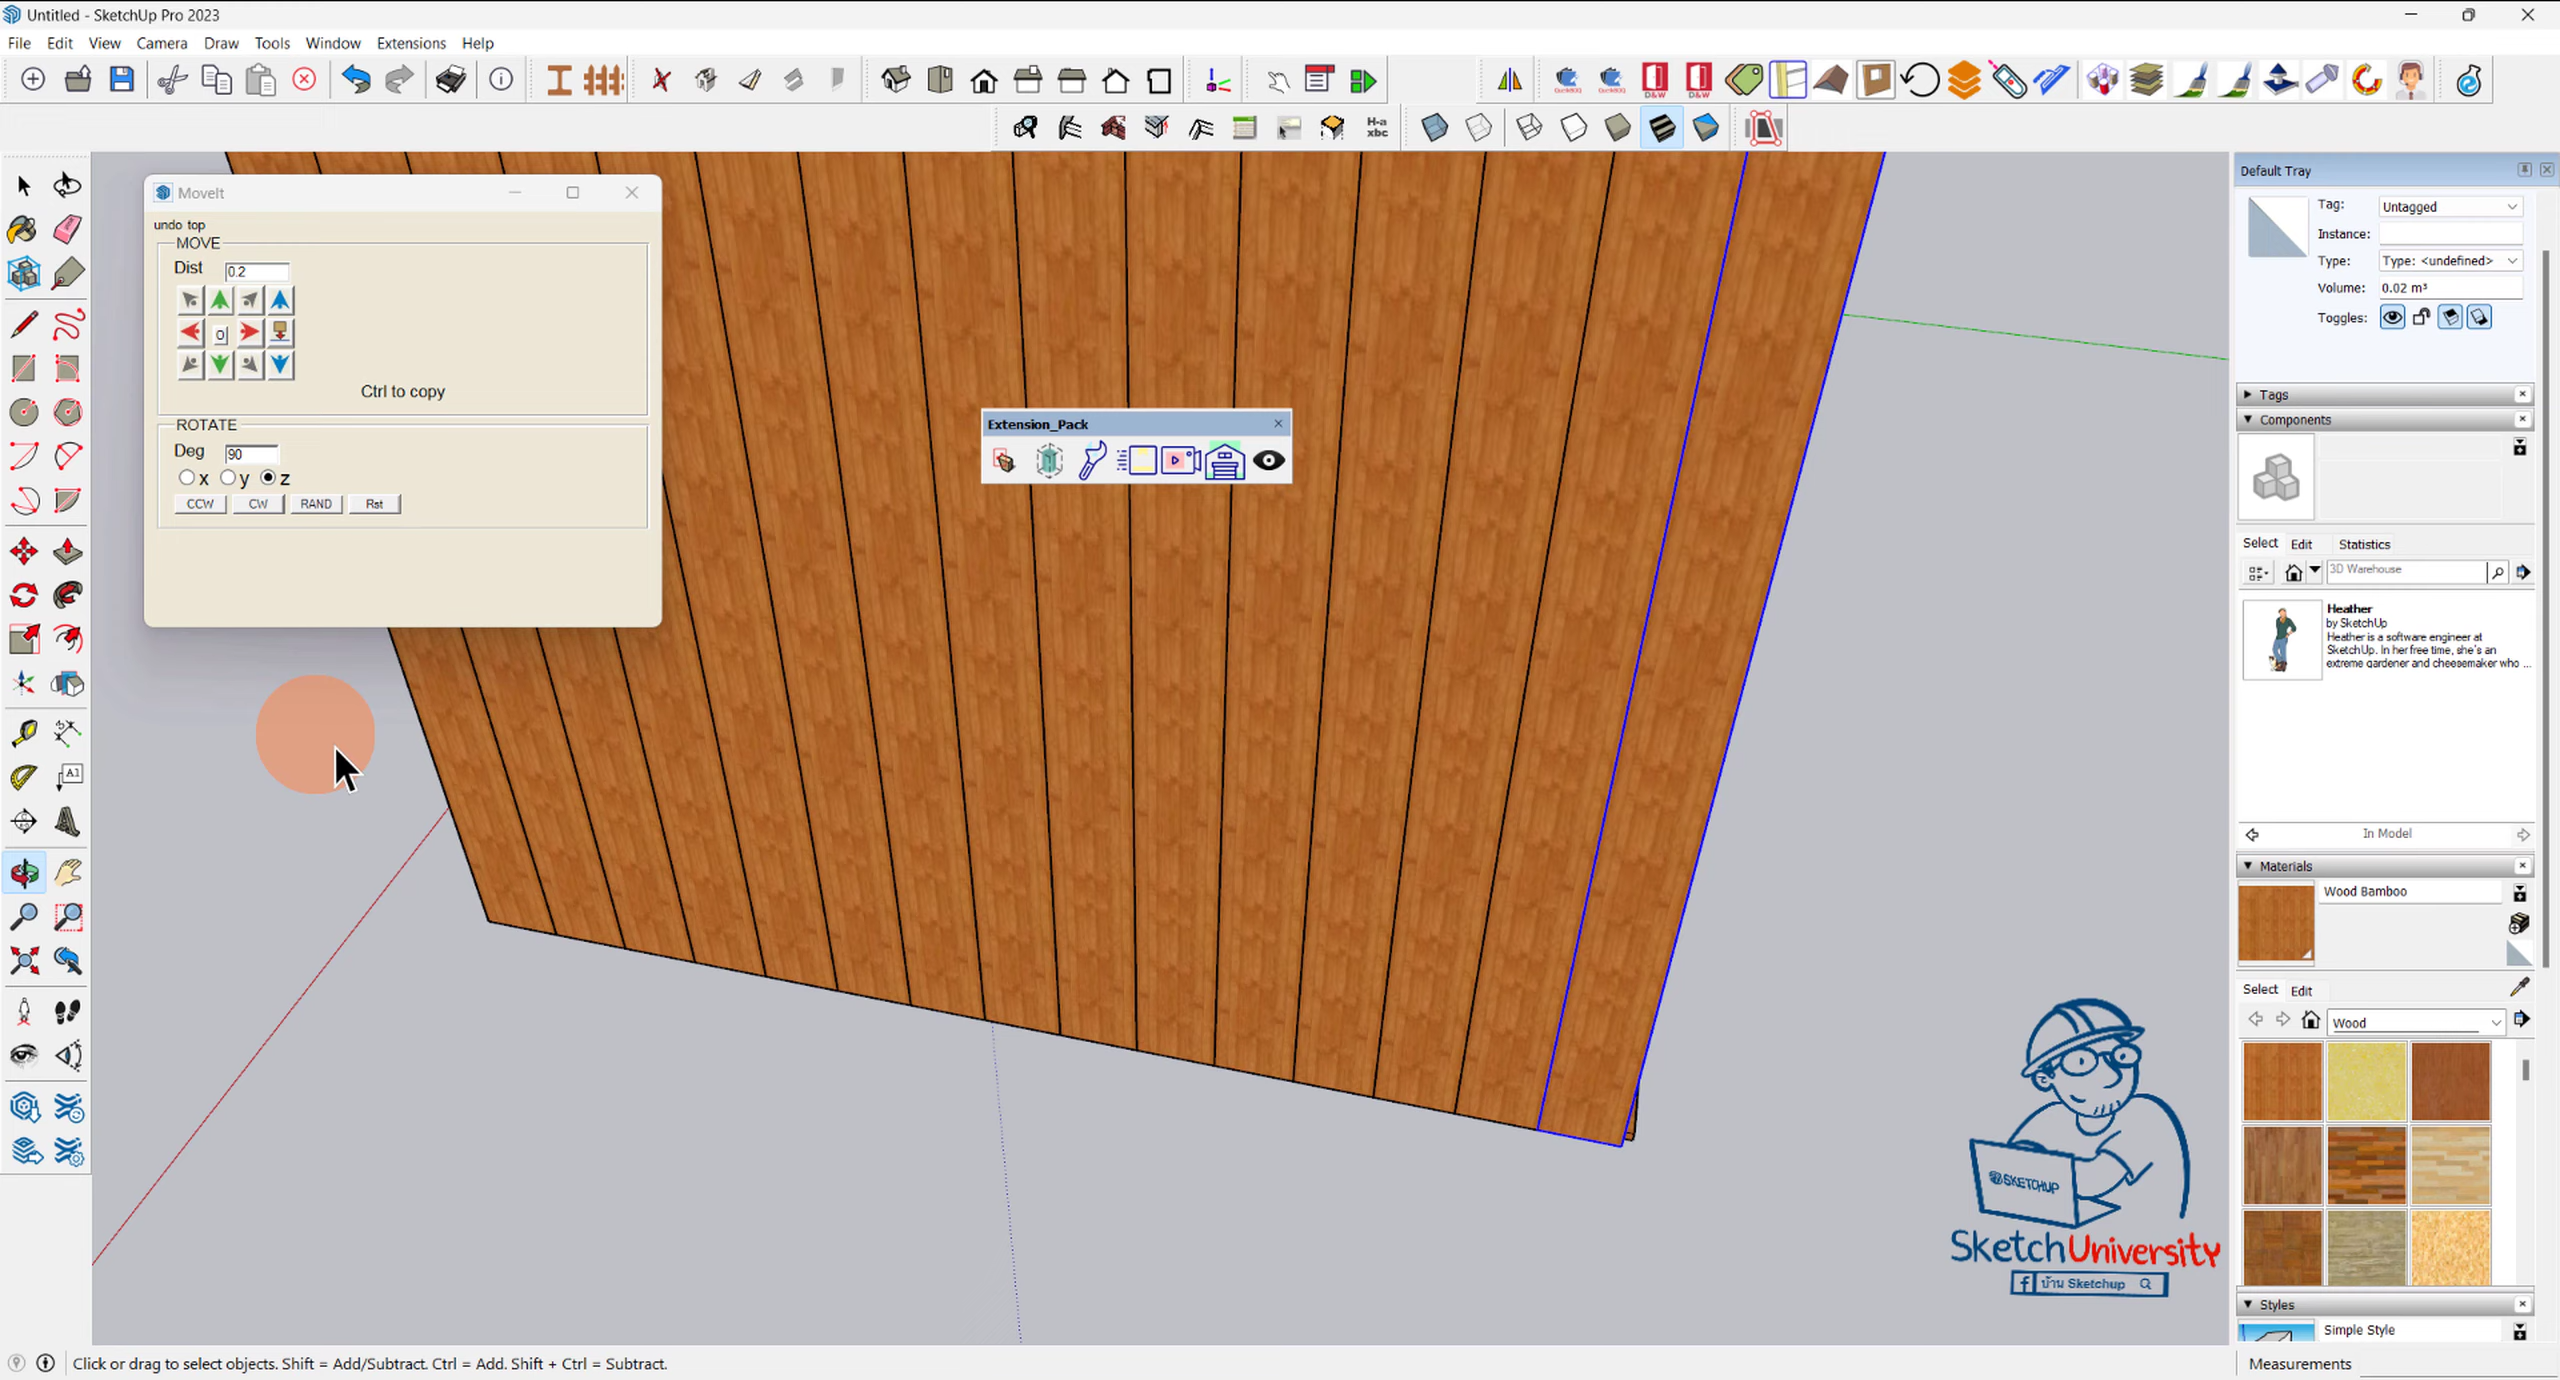 Untitled - SketchUp Pro 2023
File Edit View Camera Draw Tools Window Extensions Help
H-a
xbc
D&W
D&W
MoveIt
undo top
MOVE
Dist 0.2
0
Ctrl to copy
ROTATE
Deg 90
x y z
CCW CW RAND Rst
Extension_Pack
A1
Default Tray
Tag: Untagged
Instance:
Type: Type: <undefined>
Volume: 0.02 m³
Toggles:
Tags
Components
Select Edit Statistics
3D Warehouse
Heather
by SketchUp
Heather is a software engineer at
SketchUp. In her free time, she's an
extreme gardener and cheesemaker who ...
In Model
Materials
Wood Bamboo
Select Edit
Wood
Styles
Simple Style
SKETCHUP
SketchUniversity
f บ้าน Sketchup
Click or drag to select objects. Shift = Add/Subtract. Ctrl = Add. Shift + Ctrl = Subtract.
Measurements